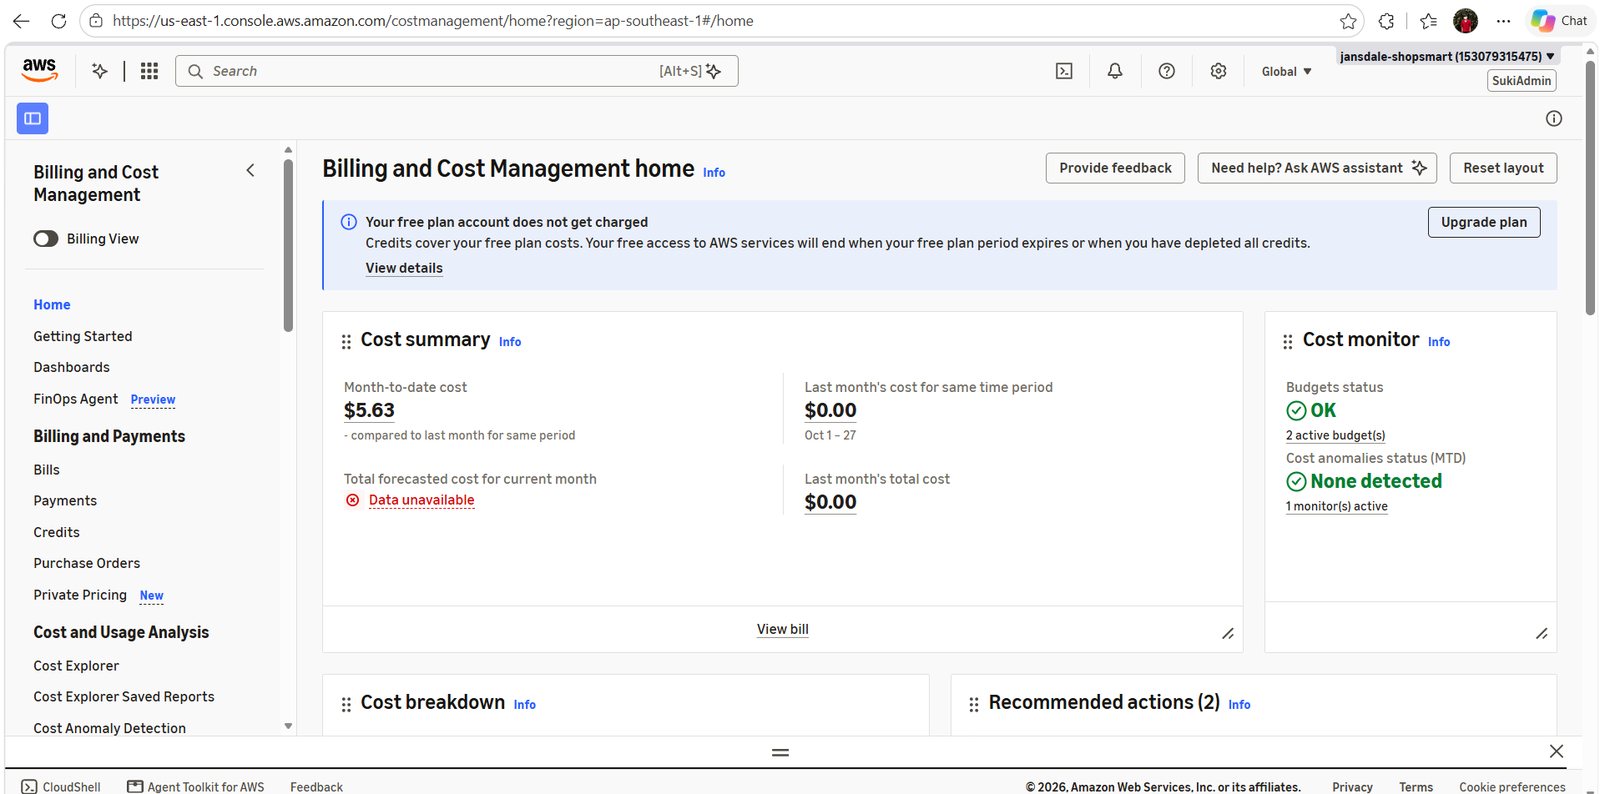 https://us-east-1.console.aws.amazon.com/costmanagement/home?region=ap-southeast-1#/home
Chat
aws
Search
[Alt+S]
Global
jansdale-shopsmart (153079315475)
SukiAdmin
Billing and Cost Management
Billing View
Home
Getting Started
Dashboards
FinOps Agent Preview
Billing and Payments
Bills
Payments
Credits
Purchase Orders
Private Pricing New
Cost and Usage Analysis
Cost Explorer
Cost Explorer Saved Reports
Cost Anomaly Detection
Billing and Cost Management home Info
Provide feedback
Need help? Ask AWS assistant
Reset layout
Your free plan account does not get charged
Credits cover your free plan costs. Your free access to AWS services will end when your free plan period expires or when you have depleted all credits.
View details
Upgrade plan
Cost summary Info
Month-to-date cost
$5.63
- compared to last month for same period
Last month's cost for same time period
$0.00
Oct 1 – 27
Total forecasted cost for current month
Data unavailable
Last month's total cost
$0.00
View bill
Cost monitor Info
Budgets status
OK
2 active budget(s)
Cost anomalies status (MTD)
None detected
1 monitor(s) active
Cost breakdown Info
Recommended actions (2) Info
CloudShell
Agent Toolkit for AWS
Feedback
© 2026, Amazon Web Services, Inc. or its affiliates.
Privacy
Terms
Cookie preferences